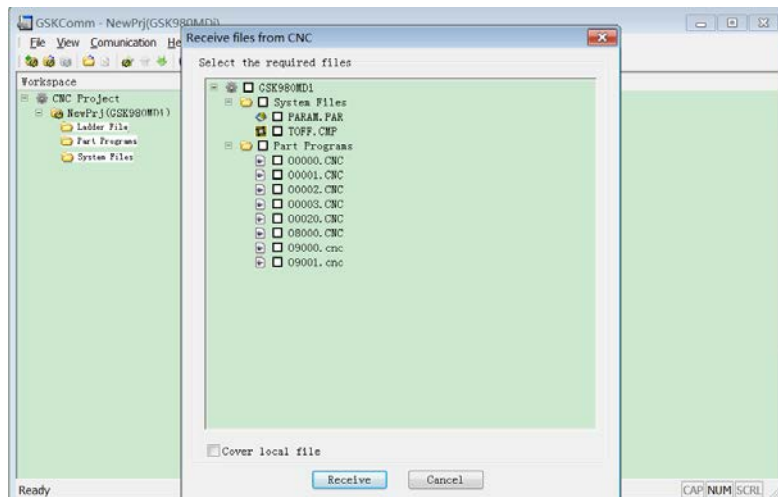 GSKComm - NewPrj(GSK980MDi)
File View Comunication He
Workspace
CNC Project
NewPrj(GSK980MD1)
Ladder File
Part Programs
System Files
Receive files from CNC
Select the required files
GSK980MD1
System Files
PARAM.PAR
TOFF.CMP
Part Programs
O0000.CNC
O0001.CNC
O0002.CNC
O0003.CNC
O0020.CNC
O8000.CNC
O9000.cnc
O9001.cnc
Cover local file
Receive Cancel
Ready
CAP NUM SCRL